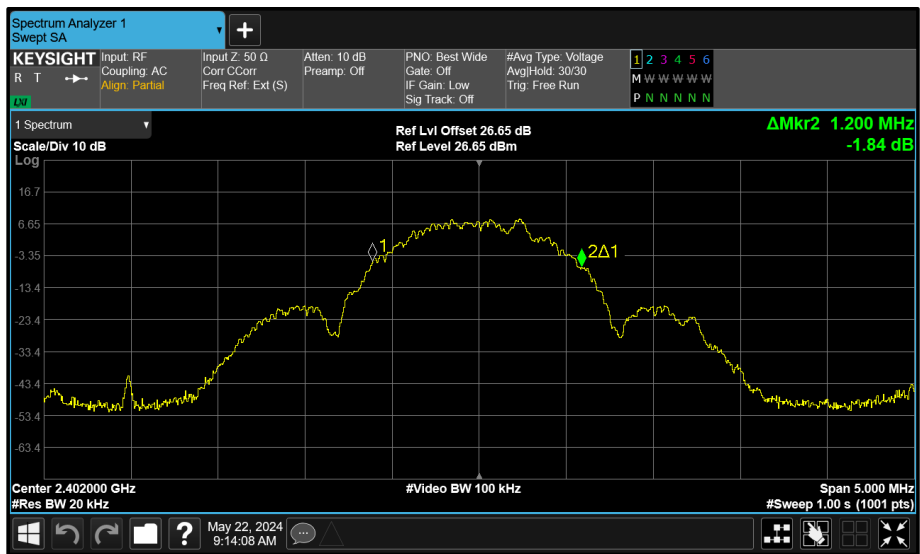 Spectrum Analyzer 1
Swept SA
KEYSIGHT
R T
LXI
Input: RF
Coupling: AC
Align: Partial
Input Z: 50 Ω
Corr CCorr
Freq Ref: Ext (S)
Atten: 10 dB
Preamp: Off
PNO: Best Wide
Gate: Off
IF Gain: Low
Sig Track: Off
#Avg Type: Voltage
Avg|Hold: 30/30
Trig: Free Run
1 2 3 4 5 6
M W W W W W
P N N N N N
1 Spectrum
Scale/Div 10 dB
Ref Lvl Offset 26.65 dB
Ref Level 26.65 dBm
ΔMkr2 1.200 MHz
-1.84 dB
Log
16.7
6.65
-3.35
-13.4
-23.4
-33.4
-43.4
-53.4
-63.4
1
2Δ1
Center 2.402000 GHz
#Res BW 20 kHz
#Video BW 100 kHz
Span 5.000 MHz
#Sweep 1.00 s (1001 pts)
?
May 22, 2024
9:14:08 AM